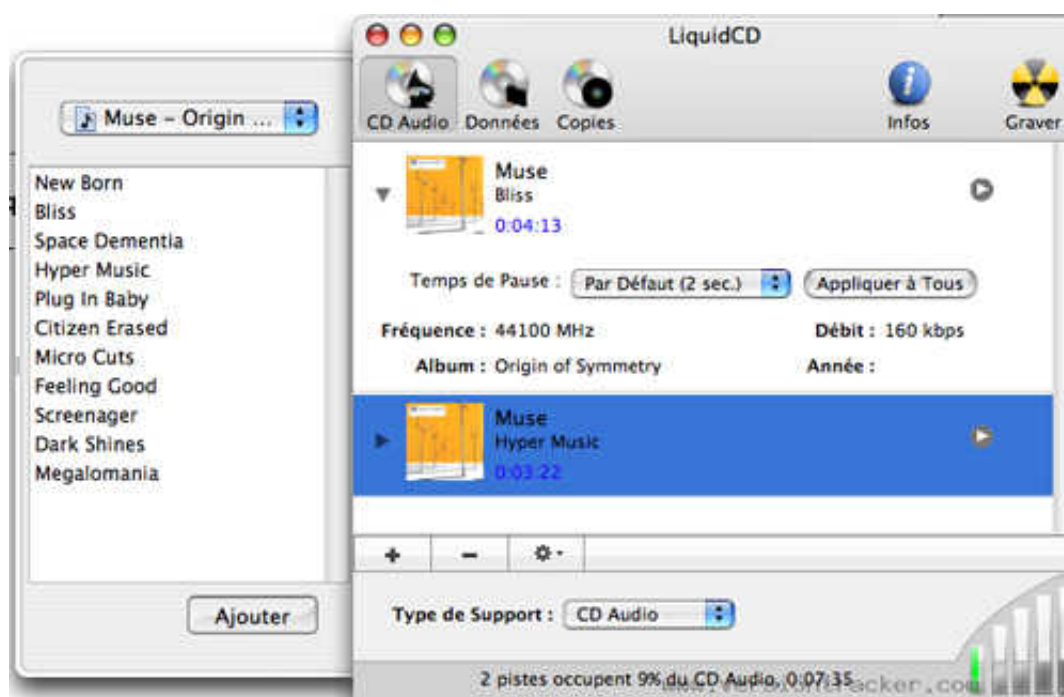 LiquidCD
CD Audio Données Copies Infos Graver
Muse - Origin ...
New Born
Bliss
Space Dementia
Hyper Music
Plug In Baby
Citizen Erased
Micro Cuts
Feeling Good
Screenager
Dark Shines
Megalomania
Ajouter
Muse
Bliss
0:04:13
Temps de Pause : Par Défaut (2 sec.) Appliquer à Tous
Fréquence : 44100 MHz Débit : 160 kbps
Album : Origin of Symmetry Année :
Muse
Hyper Music
0:03:22
Type de Support : CD Audio
2 pistes occupent 9% du CD Audio, 0:07:35
www.versiontracker.com